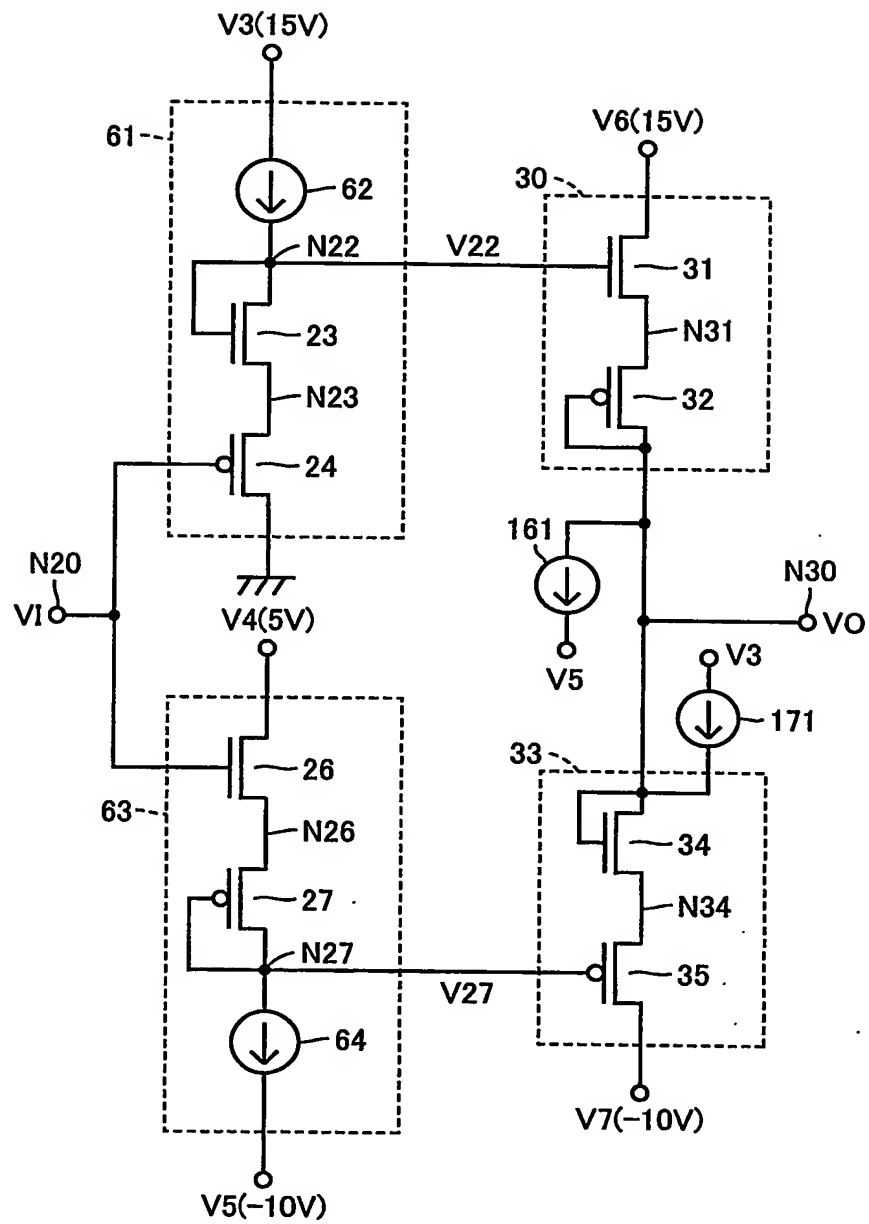 V3(15V)
61
62
N22
V22
23
N23
24
V6(15V)
30
31
N31
32
161
V5
N20
VI
N30
VO
V4(5V)
V3
171
63
26
N26
27
N27
V27
64
V5(-10V)
33
34
N34
35
V7(-10V)